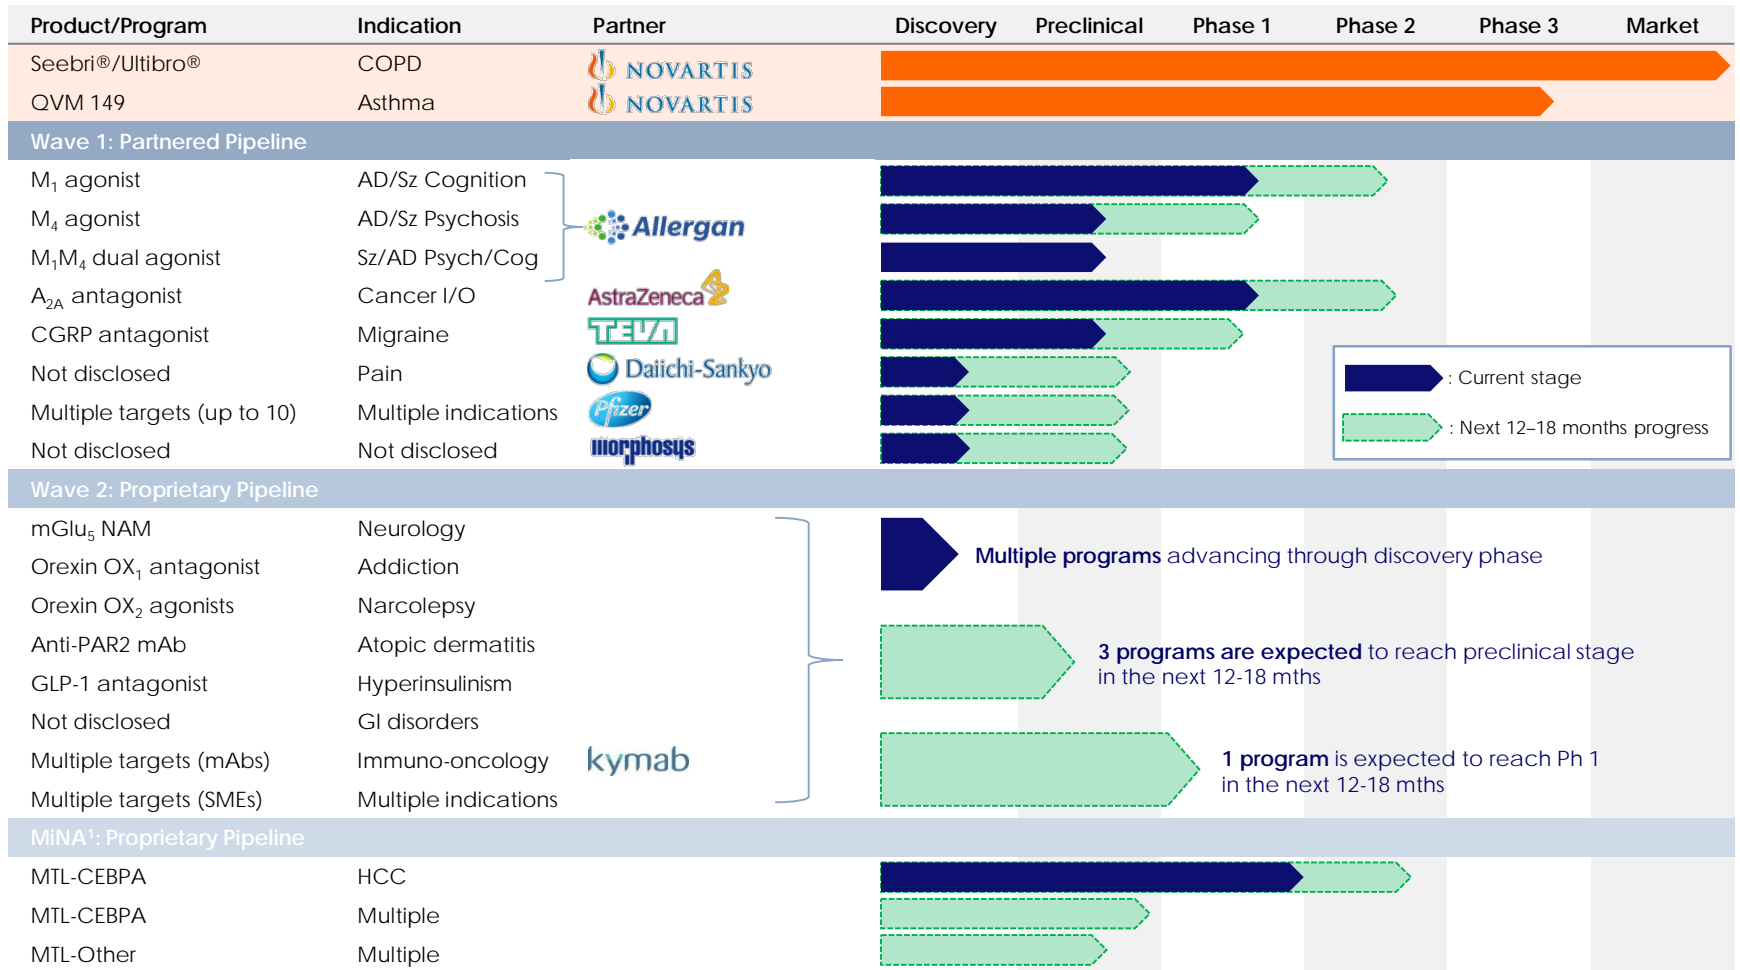 Product/Program Indication Partner Discovery Preclinical Phase 1 Phase 2 Phase 3 Market
Seebri®/Ultibro® COPD NOVARTIS
QVM 149 Asthma NOVARTIS
Wave 1: Partnered Pipeline
M₁ agonist AD/Sz Cognition
M₄ agonist AD/Sz Psychosis Allergan
M₁M₄ dual agonist Sz/AD Psych/Cog
A₂A antagonist Cancer I/O AstraZeneca
CGRP antagonist Migraine TEVA
Not disclosed Pain Daiichi-Sankyo
: Current stage
Multiple targets (up to 10) Multiple indications Pfizer
: Next 12–18 months progress
Not disclosed Not disclosed morphosys
Wave 2: Proprietary Pipeline
mGlu₅ NAM Neurology
Multiple programs advancing through discovery phase
Orexin OX₁ antagonist Addiction
Orexin OX₂ agonists Narcolepsy
Anti-PAR2 mAb Atopic dermatitis
3 programs are expected to reach preclinical stage
in the next 12-18 mths
GLP-1 antagonist Hyperinsulinism
Not disclosed GI disorders
Multiple targets (mAbs) Immuno-oncology kymab
1 program is expected to reach Ph 1
in the next 12-18 mths
Multiple targets (SMEs) Multiple indications
MiNA¹: Proprietary Pipeline
MTL-CEBPA HCC
MTL-CEBPA Multiple
MTL-Other Multiple